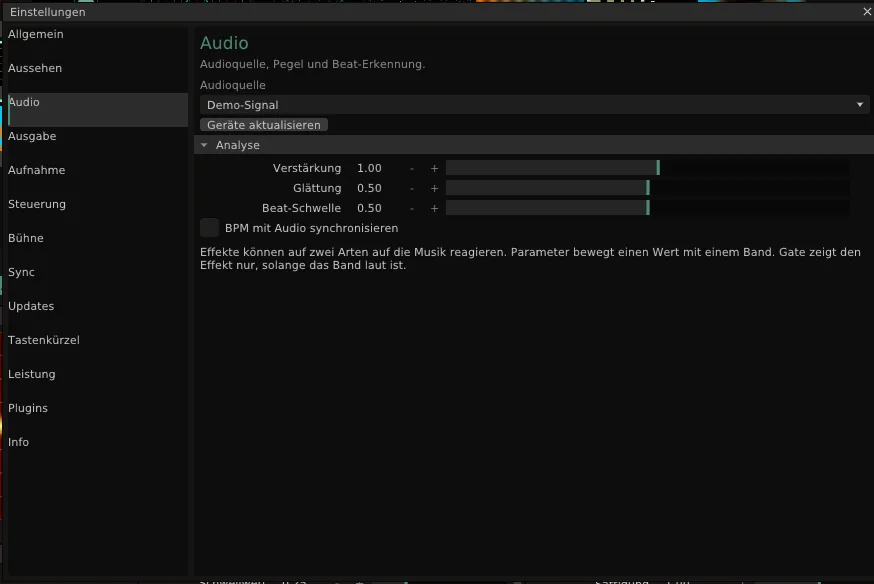 Einstellungen
Allgemein
Aussehen
Audio
Ausgabe
Aufnahme
Steuerung
Bühne
Sync
Updates
Tastenkürzel
Leistung
Plugins
Info
Audio
Audioquelle, Pegel und Beat-Erkennung.
Audioquelle
Demo-Signal
Geräte aktualisieren
Analyse
Verstärkung 1.00 - +
Glättung 0.50 - +
Beat-Schwelle 0.50 - +
BPM mit Audio synchronisieren
Effekte können auf zwei Arten auf die Musik reagieren. Parameter bewegt einen Wert mit einem Band. Gate zeigt den
Effekt nur, solange das Band laut ist.